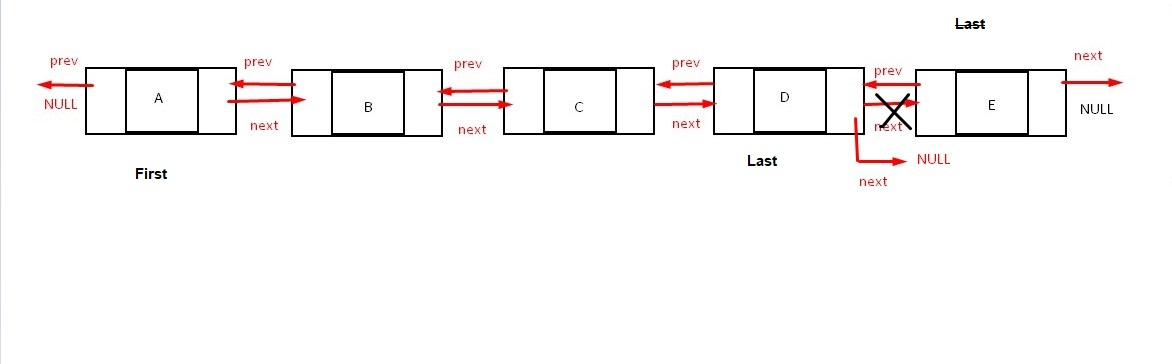 Last
prev
prev
prev
prev
prev
next
NULL
A
B
C
D
E
NULL
next
next
next
next
First
Last
NULL
next